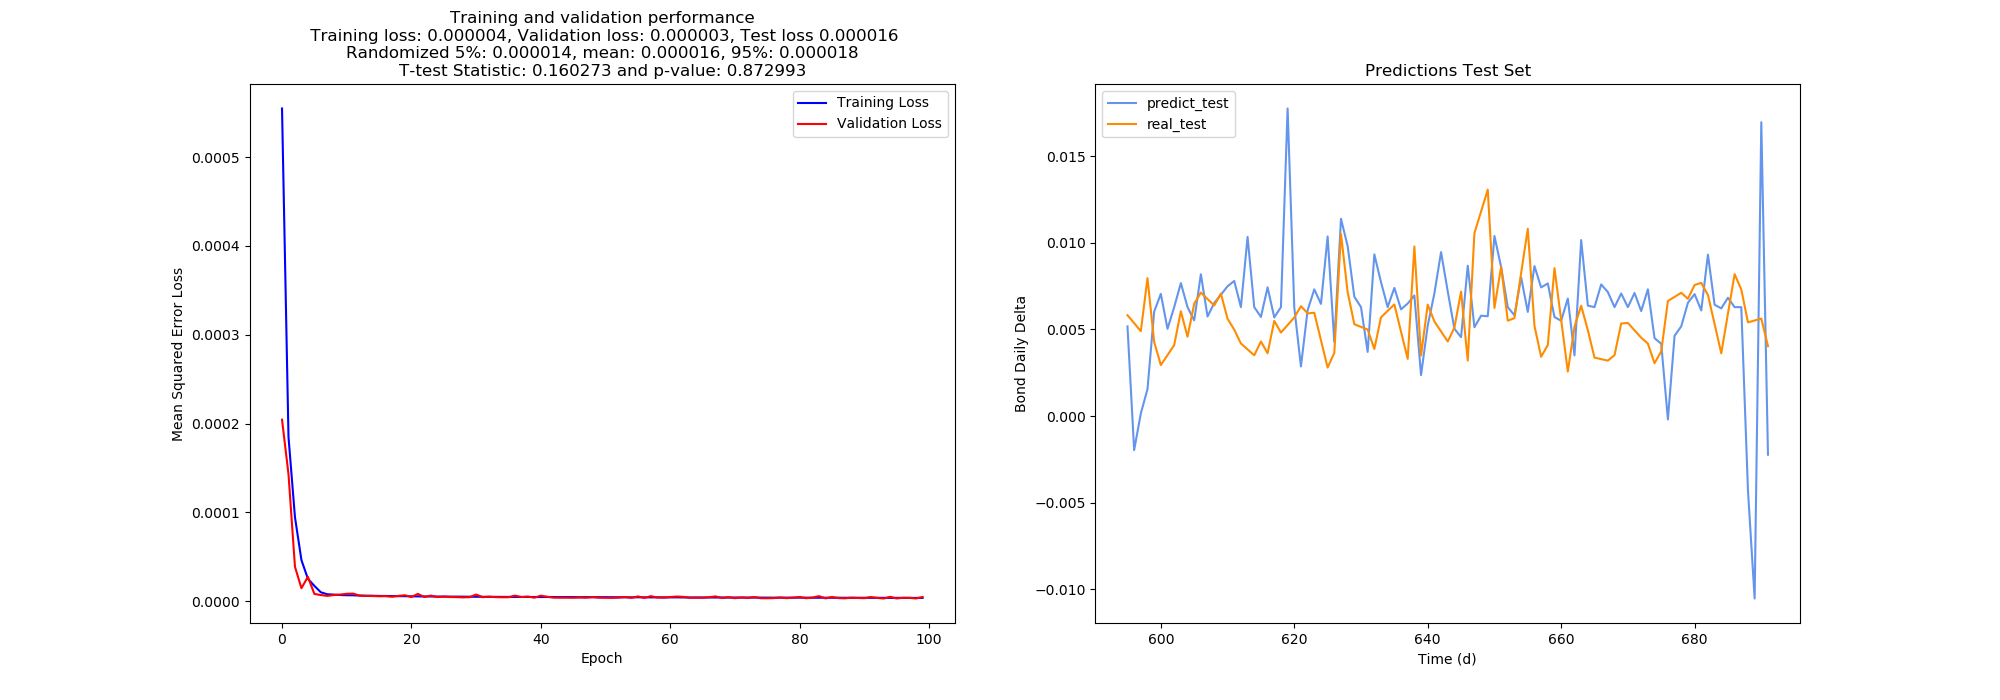 Training and validation performance
Training loss: 0.000004, Validation loss: 0.000003, Test loss 0.000016
Randomized 5%: 0.000014, mean: 0.000016, 95%: 0.000018
T-test Statistic: 0.160273 and p-value: 0.872993
Training Loss
Validation Loss
0.0005
0.0004
0.0003
0.0002
0.0001
0.0000
Mean Squared Error Loss
0 20 40 60 80 100
Epoch
Predictions Test Set
predict_test
real_test
0.015
0.010
0.005
0.000
−0.005
−0.010
Bond Daily Delta
600 620 640 660 680
Time (d)